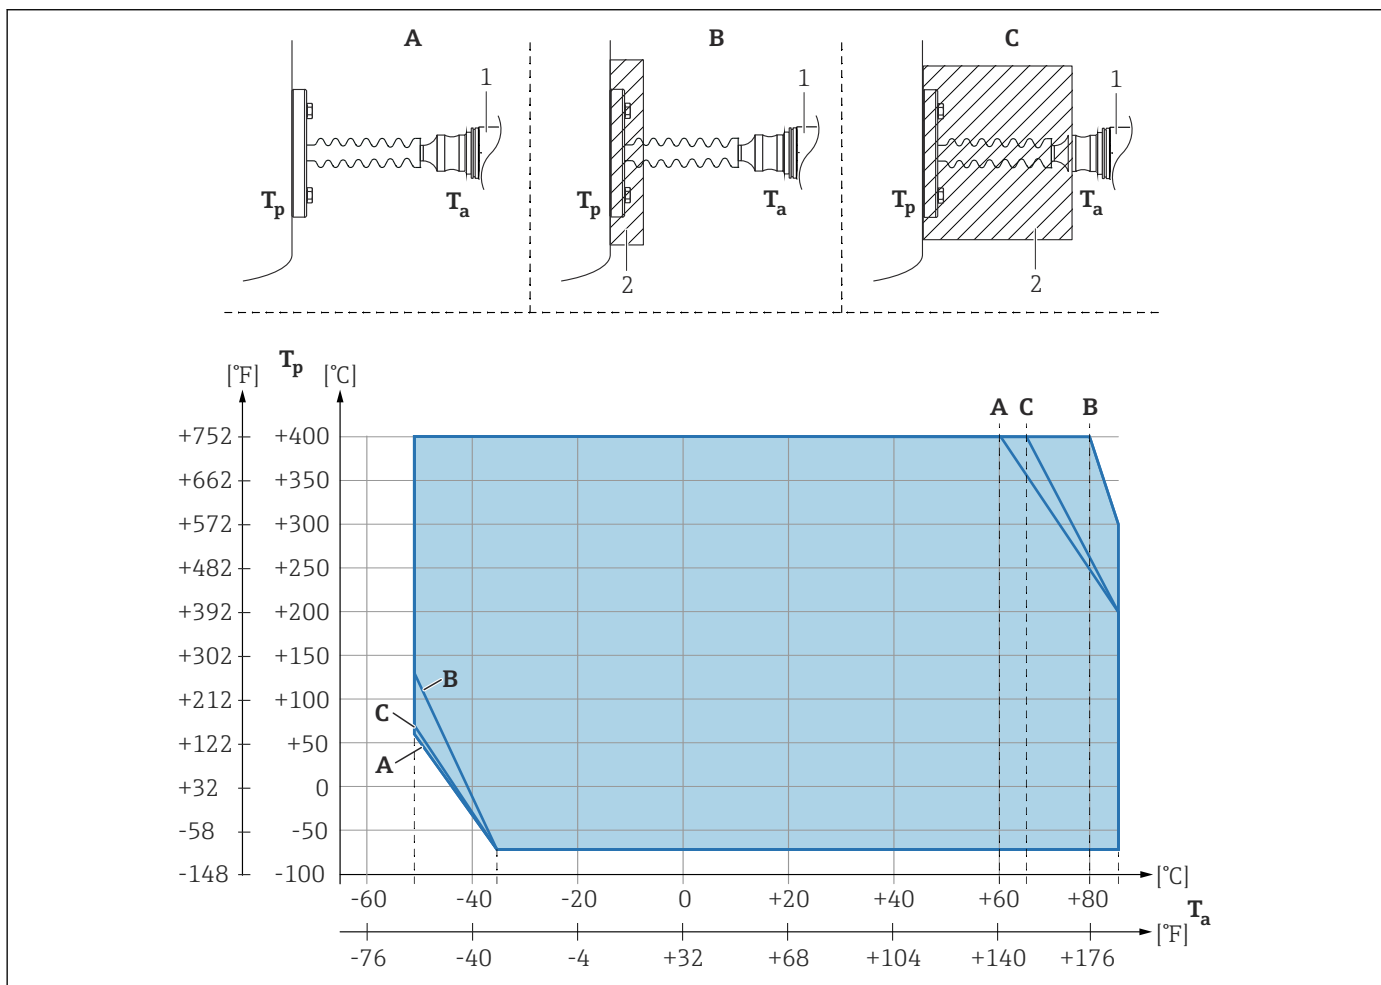 A B C
1 1 1
Tp Ta Tp Ta Tp Ta
2 2
Tp
[°F] [°C]
A C B
+752 +400
+662 +350
+572 +300
+482 +250
+392 +200
+302 +150
+212 +100
B
C
+122 +50
A
+32 0
-58 -50
-148 -100
[°C]
-60 -40 -20 0 +20 +40 +60 +80
Ta
[°F]
-76 -40 -4 +32 +68 +104 +140 +176